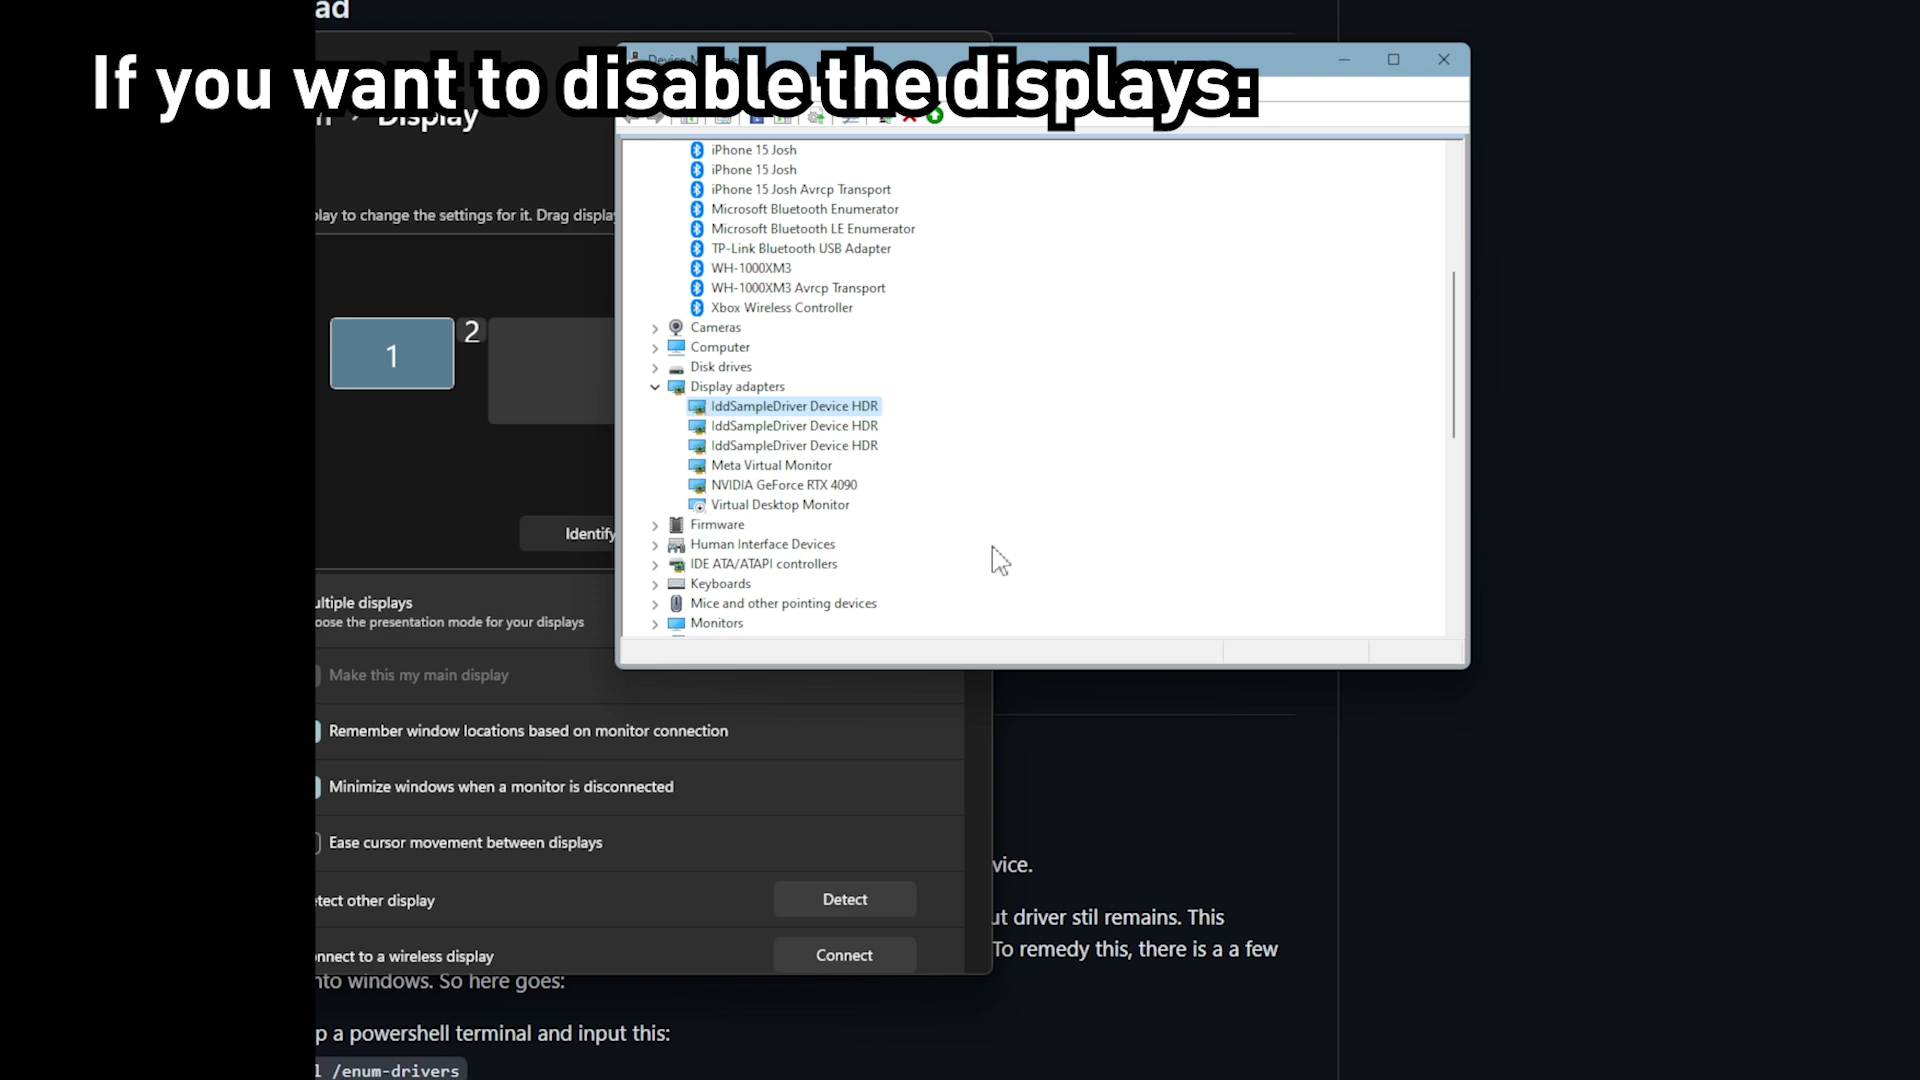 ad
If you want to disable the displays:
Display
play to change the settings for it. Drag displa
1
2
Identify
ultiple displays
oose the presentation mode for your displays
Make this my main display
Remember window locations based on monitor connection
Minimize windows when a monitor is disconnected
Ease cursor movement between displays
etect other display
Detect
nnect to a wireless display
Connect
iPhone 15 Josh
iPhone 15 Josh
iPhone 15 Josh Avrcp Transport
Microsoft Bluetooth Enumerator
Microsoft Bluetooth LE Enumerator
TP-Link Bluetooth USB Adapter
WH-1000XM3
WH-1000XM3 Avrcp Transport
Xbox Wireless Controller
Cameras
Computer
Disk drives
Display adapters
IddSampleDriver Device HDR
IddSampleDriver Device HDR
IddSampleDriver Device HDR
Meta Virtual Monitor
NVIDIA GeForce RTX 4090
Virtual Desktop Monitor
Firmware
Human Interface Devices
IDE ATA/ATAPI controllers
Keyboards
Mice and other pointing devices
Monitors
vice.
ut driver stil remains. This
To remedy this, there is a a few
nto windows. So here goes:
p a powershell terminal and input this:
l /enum-drivers